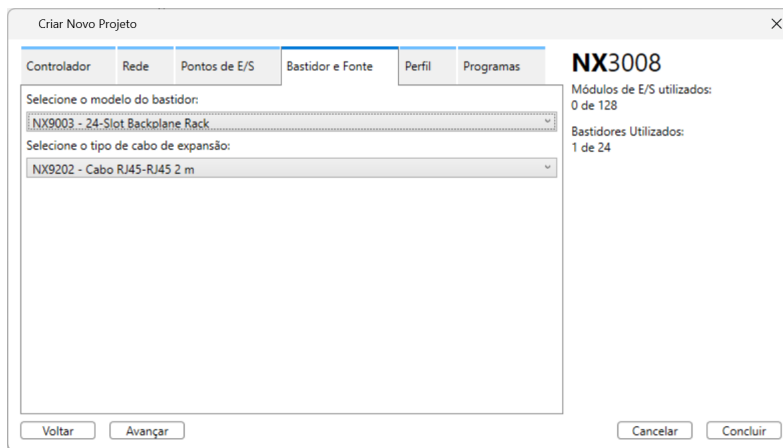 Criar Novo Projeto
Controlador Rede Pontos de E/S Bastidor e Fonte Perfil Programas
Selecione o modelo do bastidor:
NX9003 - 24-Slot Backplane Rack
Selecione o tipo de cabo de expansão:
NX9202 - Cabo RJ45-RJ45 2 m
NX3008
Módulos de E/S utilizados:
0 de 128
Bastidores Utilizados:
1 de 24
Voltar Avançar Cancelar Concluir